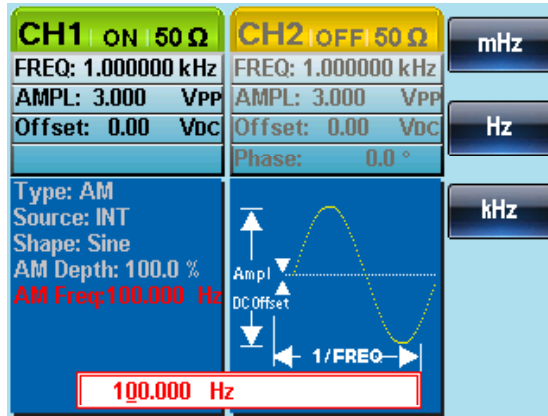 CH1 ON 50 Ω
CH2 OFF 50 Ω
FREQ: 1.000000 kHz
AMPL: 3.000 VPP
Offset: 0.00 VDC
FREQ: 1.000000 kHz
AMPL: 3.000 VPP
Offset: 0.00 VDC
Phase: 0.0 °
mHz
Hz
kHz
Type: AM
Source: INT
Shape: Sine
AM Depth: 100.0 %
AM Freq:100.000 Hz
Ampl
DC Offset
1/FREQ
100.000 Hz